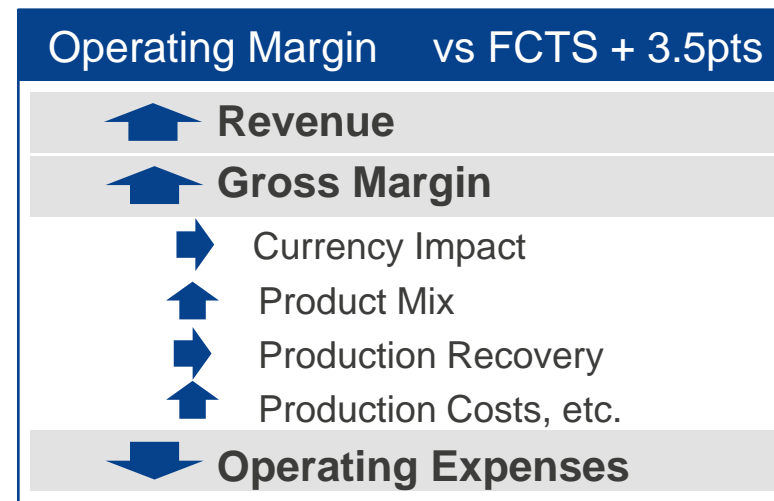 Operating Margin vs FCTS + 3.5pts
Revenue
Gross Margin
Currency Impact
Product Mix
Production Recovery
Production Costs, etc.
Operating Expenses